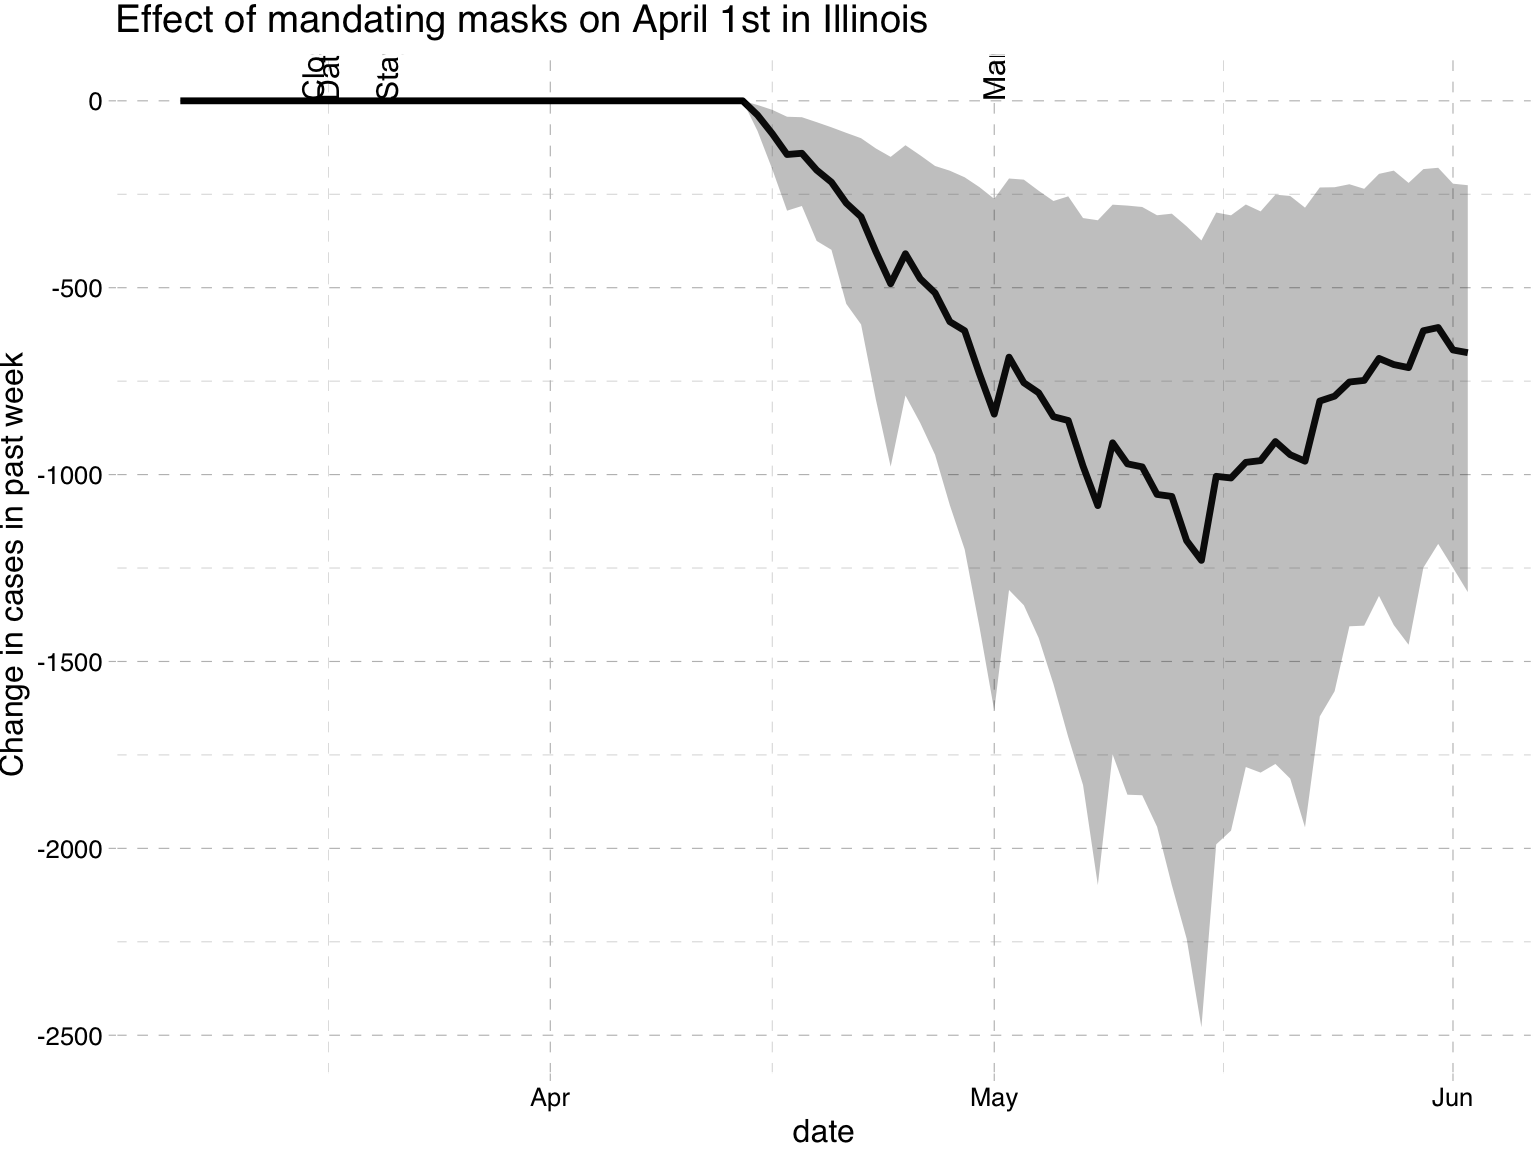 Effect of mandating masks on April 1st in Illinois
Clo
Dat
Sta
Mar
0
-500
-1000
-1500
-2000
-2500
Change in cases in past week
Apr
May
Jun
date